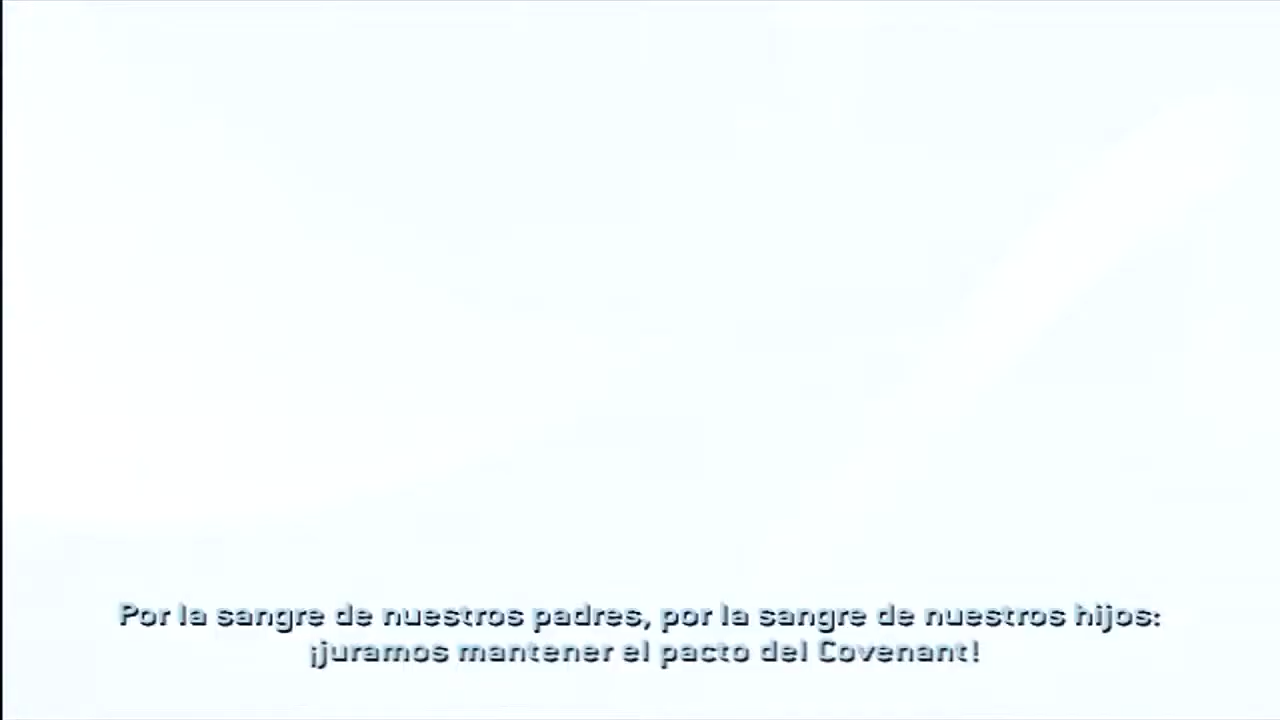 Por la sangre de nuestros padres, por la sangre de nuestros hijos:
¡juramos mantener el pacto del Covenant!